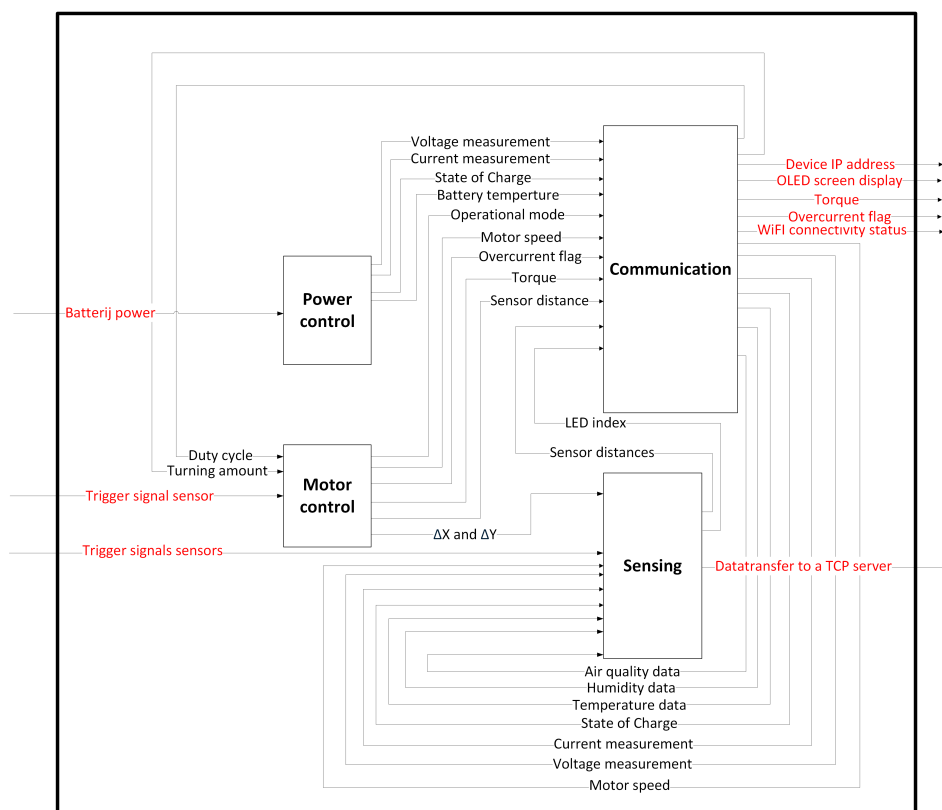 Voltage measurement
Current measurement
State of Charge
Battery temperture
Operational mode
Motor speed
Overcurrent flag
Torque
Sensor distance
Communication
Device IP address
OLED screen display
Torque
Overcurrent flag
WiFI connectivity status
Power
control
Batterij power
LED index
Sensor distances
Duty cycle
Turning amount
Motor
control
Trigger signal sensor
ΔX and ΔY
Trigger signals sensors
Sensing
Datatransfer to a TCP server
Air quality data
Humidity data
Temperature data
State of Charge
Current measurement
Voltage measurement
Motor speed